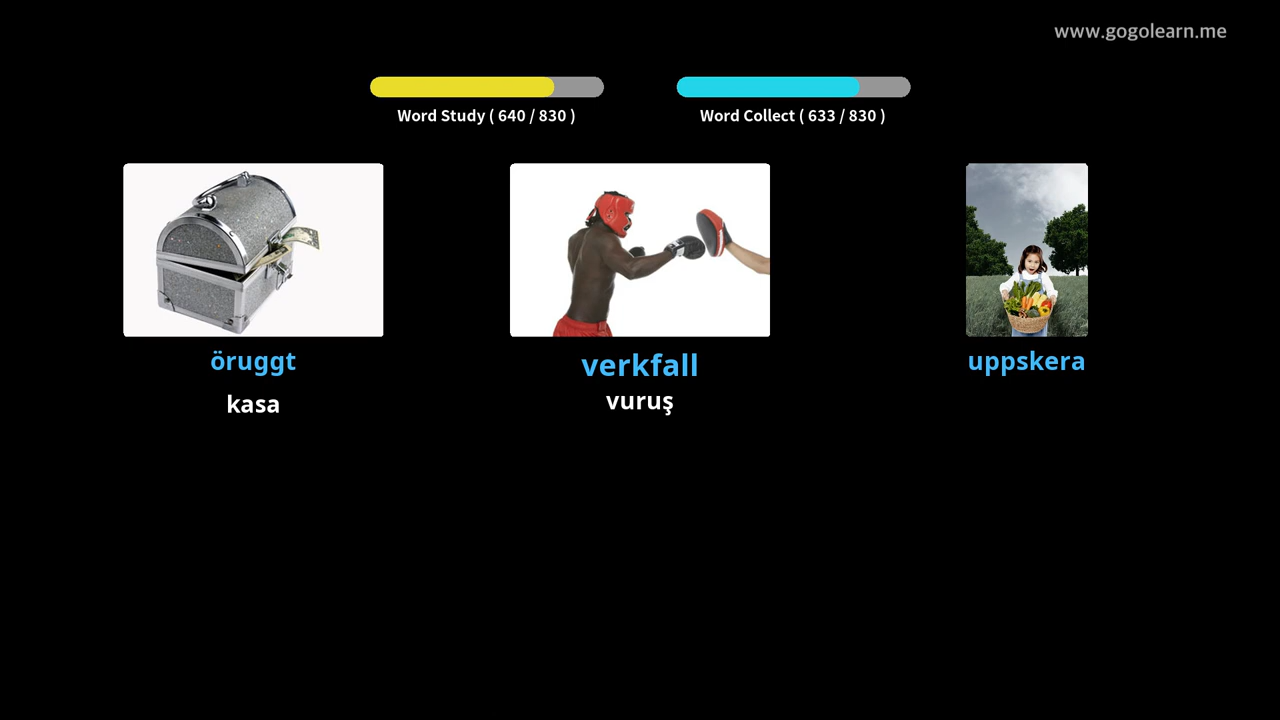 www.gogolearn.me
Word Study ( 640 / 830 )
Word Collect ( 633 / 830 )
öruggt
verkfall
uppskera
kasa
vuruş